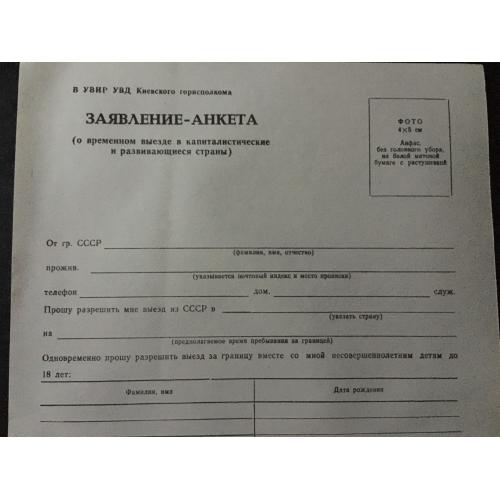 В УВИР УВД Киевского горисполкома
ЗАЯВЛЕНИЕ-АНКЕТА
(о временном выезде в капиталистические
и развивающиеся страны)
ФОТО
4×5 см
Анфас,
без головного убора,
на белой матовой
бумаге с растушевкой
От гр. СССР
(фамилия, имя, отчество)
прожив.
(указывается почтовый индекс и место прописки)
телефон дом. служ.
Прошу разрешить мне выезд из СССР в
(указать страну)
на
(предполагаемое время пребывания за границей)
Одновременно прошу разрешить выезд за границу вместе со мной несовершеннолетним детям до
18 лет:
Фамилия, имя Дата рождения